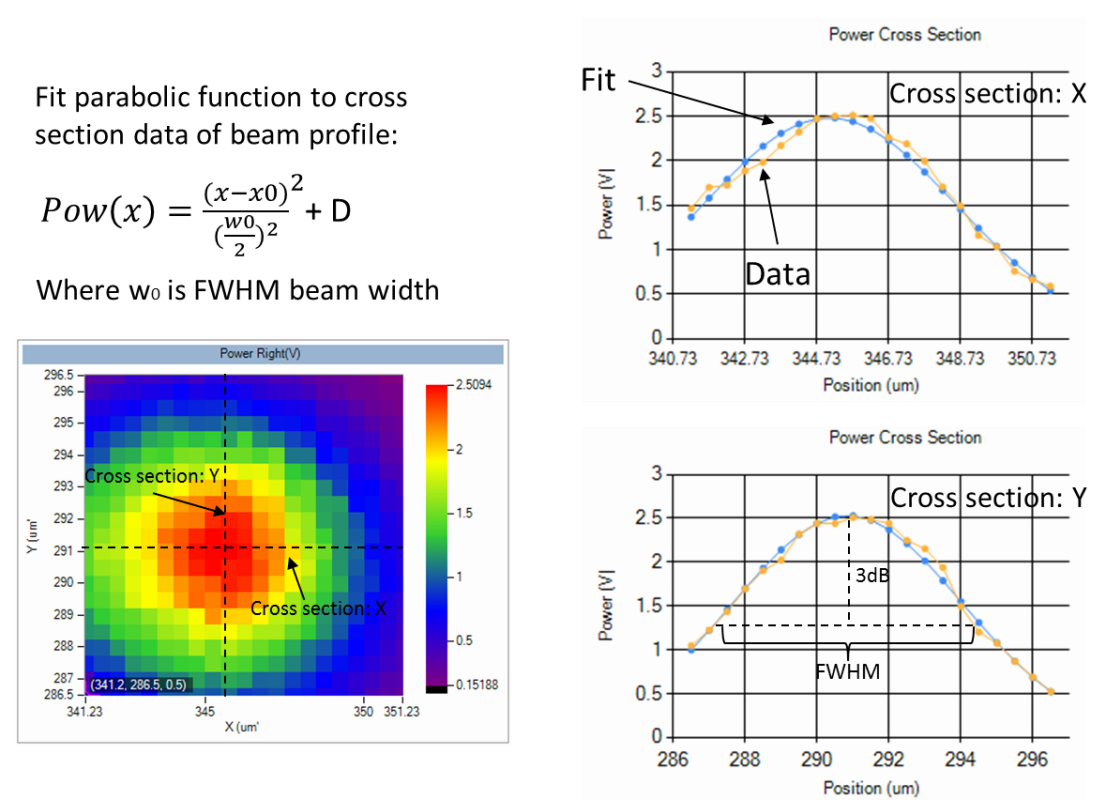 Fit parabolic function to cross
section data of beam profile:
Pow(x) = (x−x0)² / (w0/2)² + D
Where w₀ is FWHM beam width
Power Right(V)
296.5
296
295
294
293
292
291
290
289
288
287
286.5
Y (um'
Cross section: Y
Cross section: X
(341.2, 286.5, 0.5)
341.23
345
350
351.23
X (um'
2.5094
2
1.5
1
0.5
0.15188
Power Cross Section
Fit
Cross section: X
Data
3
2.5
2
1.5
1
0.5
0
Power (V|
340.73
342.73
344.73
346.73
348.73
350.73
Position (um)
Power Cross Section
Cross section: Y
3dB
FWHM
3
2.5
2
1.5
1
0.5
0
Power (V|
286
288
290
292
294
296
Position (um)